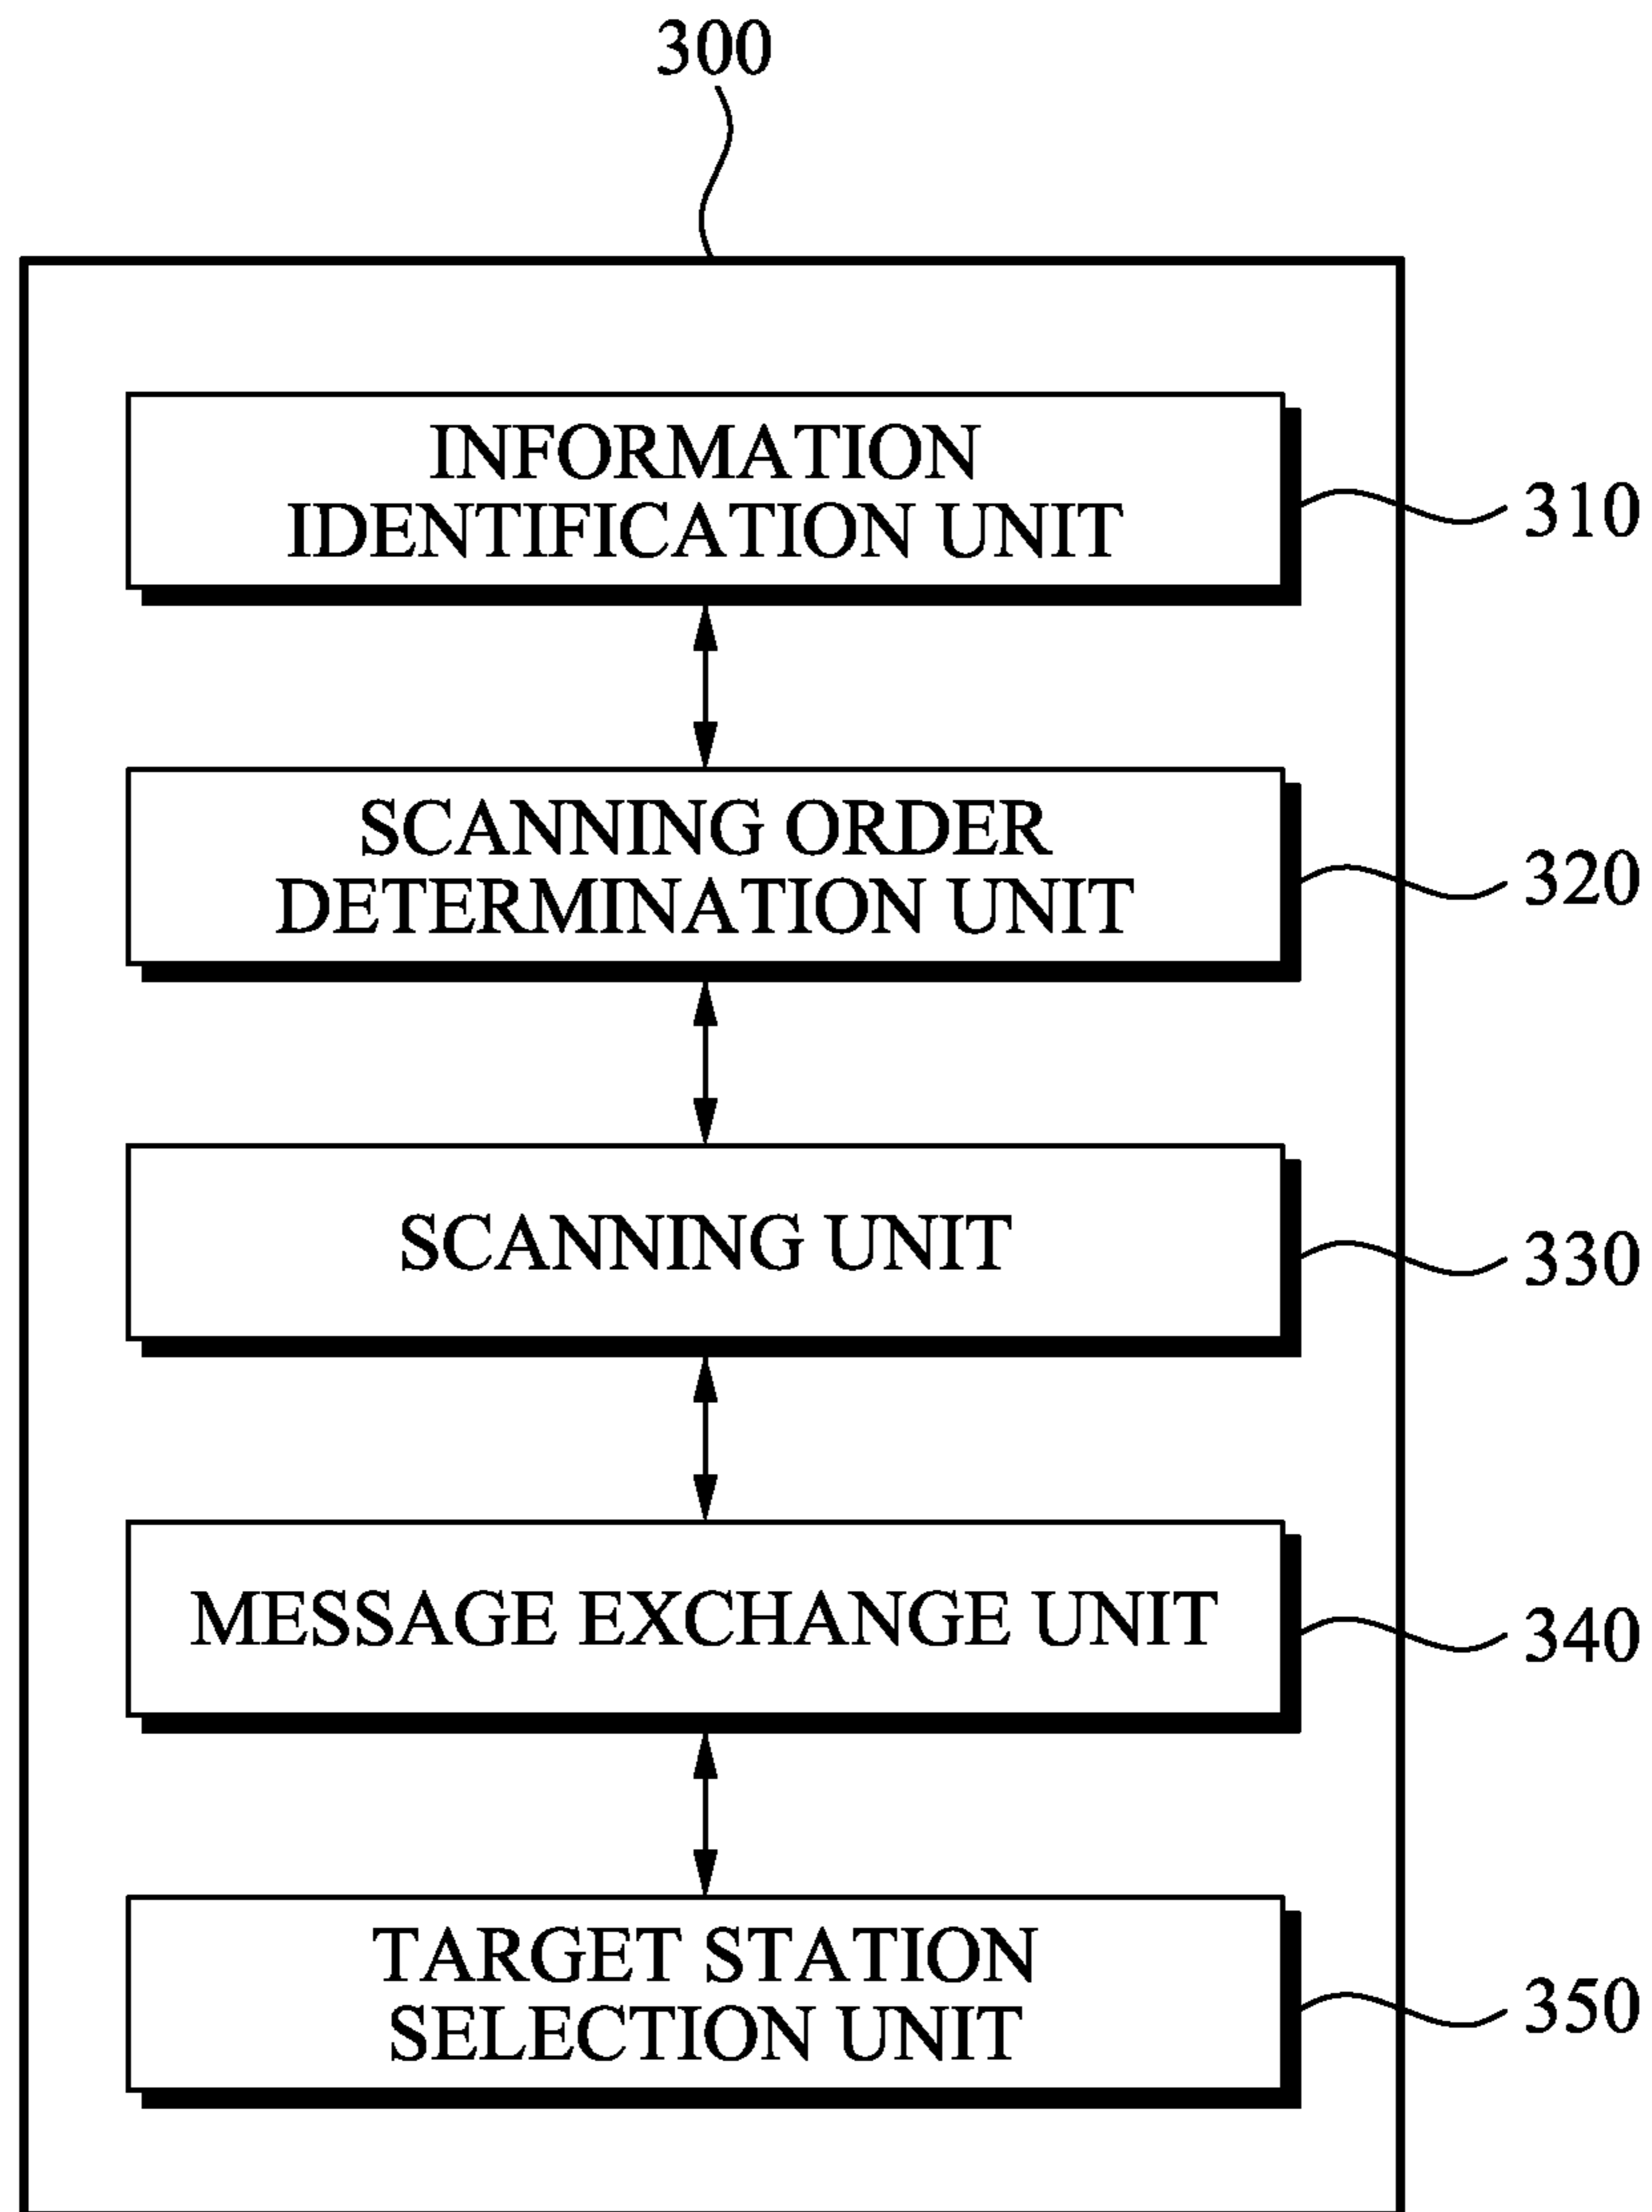 300
INFORMATION
IDENTIFICATION UNIT
310
SCANNING ORDER
DETERMINATION UNIT
320
SCANNING UNIT
330
MESSAGE EXCHANGE UNIT
340
TARGET STATION
SELECTION UNIT
350